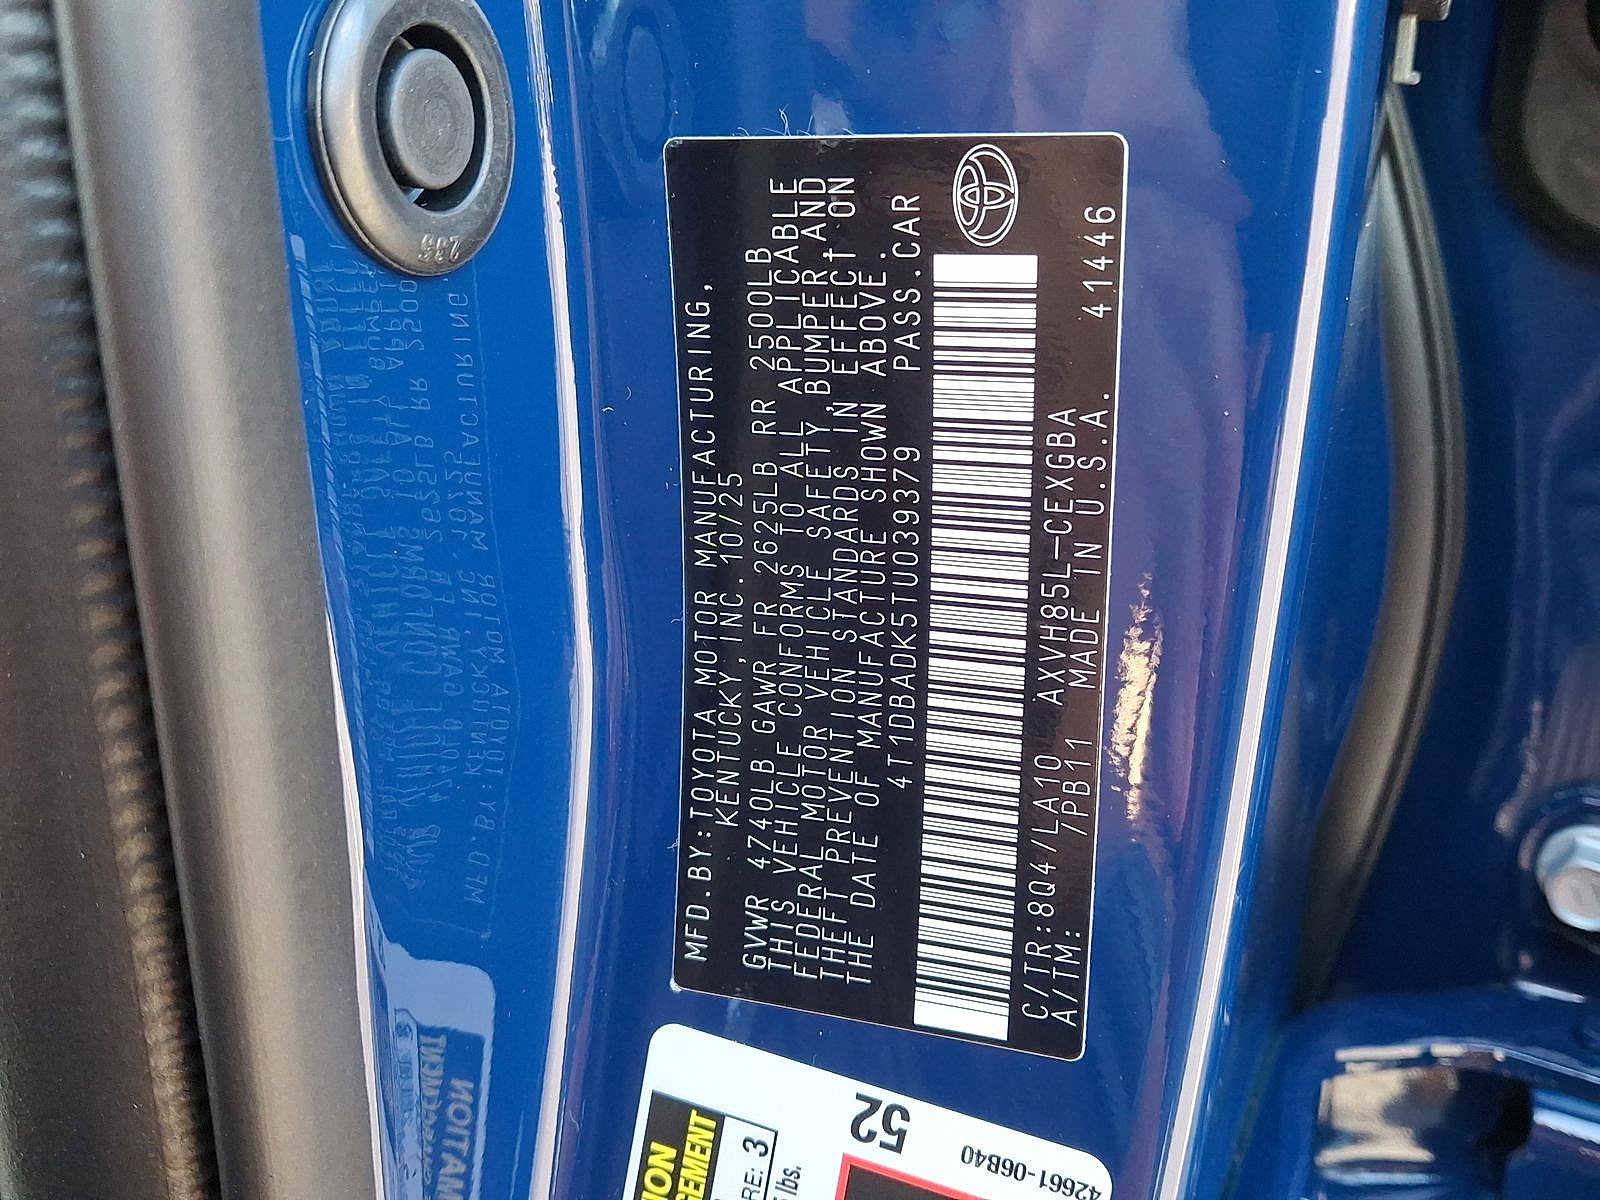 MFD.BY:TOYOTA MOTOR MANUFACTURING,
KENTUCKY,INC.10/25
GVWR 4740LB GAWR FR 2625LB RR 2500LB
THIS VEHICLE CONFORMS TO ALL APPLICABLE
FEDERAL MOTOR VEHICLE SAFETY,BUMPER,AND
THEFT PREVENTION STANDARDS IN EFFECT ON
THE DATE OF MANUFACTURE SHOWN ABOVE.
4T1DBADK5TU039379 PASS.CAR
C/TR:8Q4/LA10 AXVH85L-CEXGBA
A/TM: /PB11 MADE IN U.S.A. 41446
52
42661-06B40
3
lbs.